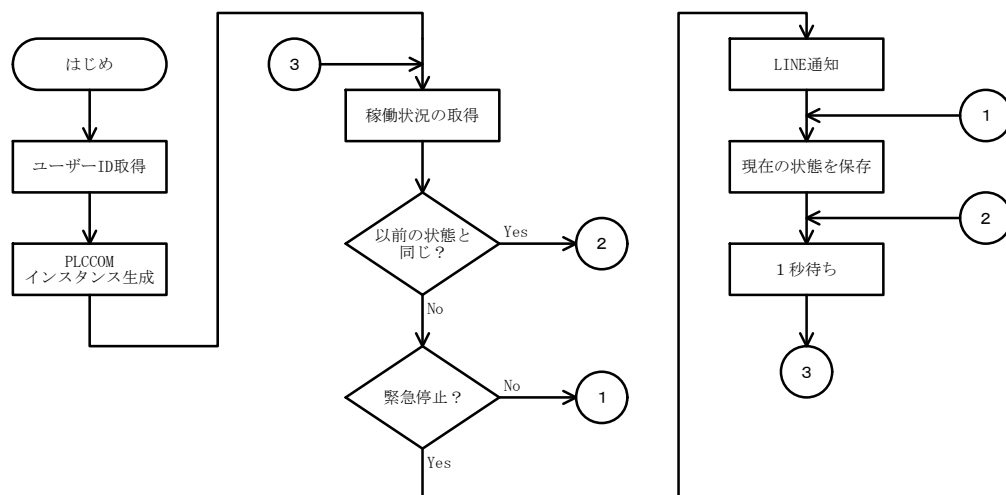 はじめ
ユーザーID取得
PLCCOM
インスタンス生成
3
稼働状況の取得
以前の状態と
同じ？
Yes
2
No
緊急停止？
No
1
Yes
LINE通知
1
現在の状態を保存
2
１秒待ち
3